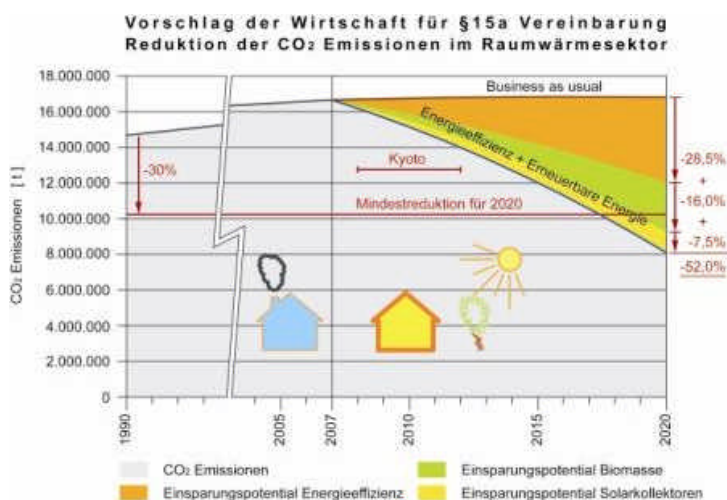 Vorschlag der Wirtschaft für §15a Vereinbarung
Reduktion der CO₂ Emissionen im Raumwärmesektor
18.000.000
16.000.000
14.000.000
12.000.000
10.000.000
8.000.000
6.000.000
4.000.000
2.000.000
0
CO₂ Emissionen [t]
Business as usual
Energieeffizienz + Erneuerbare Energie
-30%
Kyoto
Mindestreduktion für 2020
-28,5%
+
-16,0%
+
-7,5%
-52,0%
1990
2005
2007
2010
2015
2020
CO₂ Emissionen
Einsparungspotential Biomasse
Einsparungspotential Energieeffizienz
Einsparungspotential Solarkollektoren